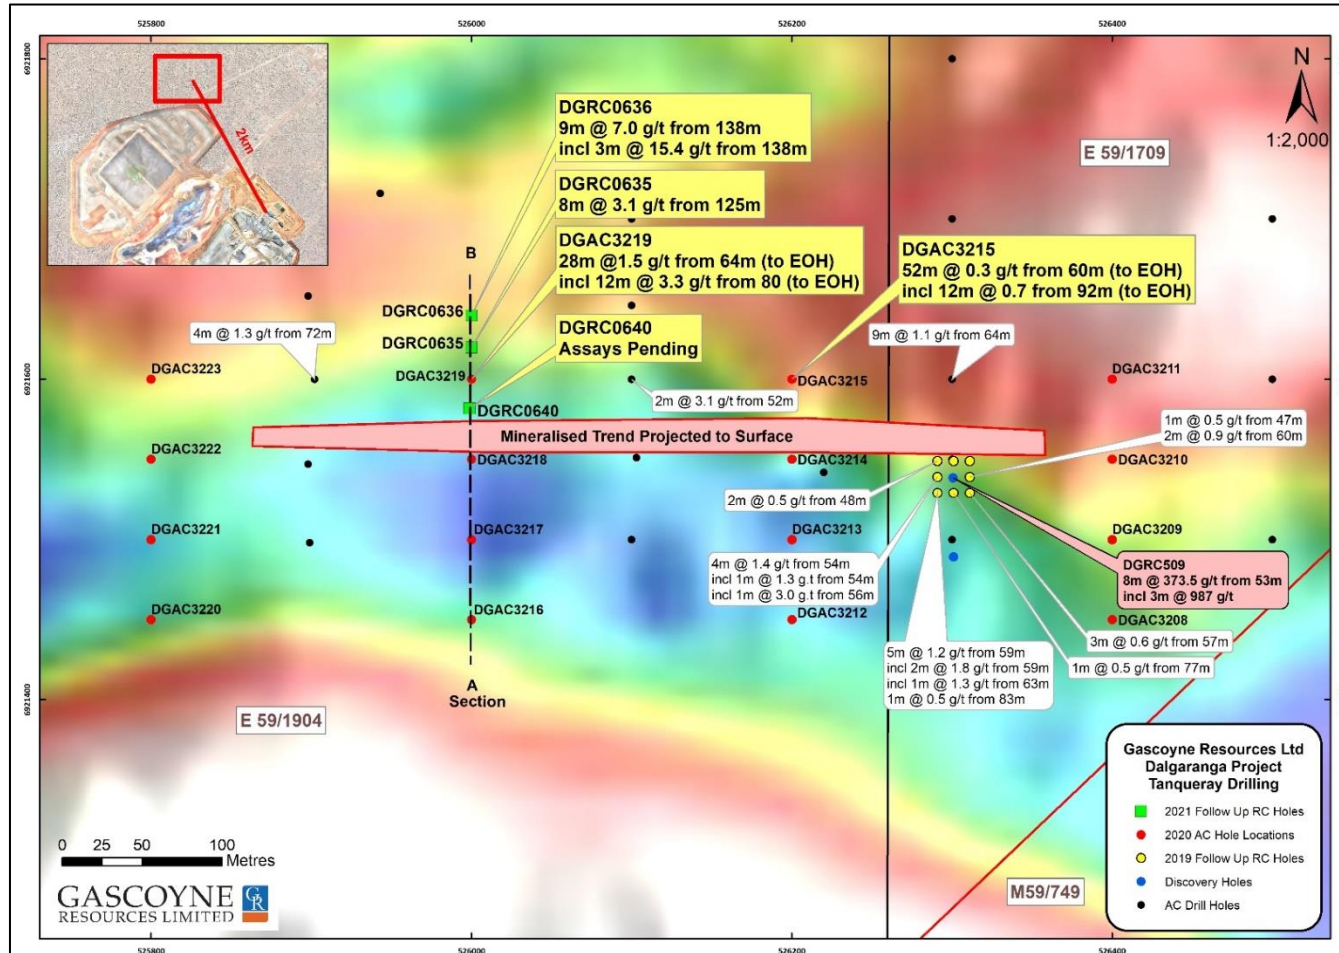 525800
526000
526200
526400
6921800
6921600
6921400
2km
N
1:2,000
E 59/1709
DGRC0636
9m @ 7.0 g/t from 138m
incl 3m @ 15.4 g/t from 138m
DGRC0635
8m @ 3.1 g/t from 125m
DGAC3219
28m @1.5 g/t from 64m (to EOH)
incl 12m @ 3.3 g/t from 80 (to EOH)
DGRC0640
Assays Pending
DGAC3215
52m @ 0.3 g/t from 60m (to EOH)
incl 12m @ 0.7 from 92m (to EOH)
B
DGRC0636
DGRC0635
DGAC3219
DGRC0640
4m @ 1.3 g/t from 72m
9m @ 1.1 g/t from 64m
2m @ 3.1 g/t from 52m
DGAC3223
DGAC3215
DGAC3211
1m @ 0.5 g/t from 47m
2m @ 0.9 g/t from 60m
Mineralised Trend Projected to Surface
DGAC3222
DGAC3218
DGAC3214
DGAC3210
2m @ 0.5 g/t from 48m
DGAC3221
DGAC3217
DGAC3213
DGAC3209
4m @ 1.4 g/t from 54m
incl 1m @ 1.3 g.t from 54m
incl 1m @ 3.0 g.t from 56m
DGRC509
8m @ 373.5 g/t from 53m
incl 3m @ 987 g/t
DGAC3220
DGAC3216
DGAC3212
DGAC3208
3m @ 0.6 g/t from 57m
1m @ 0.5 g/t from 77m
5m @ 1.2 g/t from 59m
incl 2m @ 1.8 g/t from 59m
incl 1m @ 1.3 g/t from 63m
1m @ 0.5 g/t from 83m
A
Section
E 59/1904
M59/749
Gascoyne Resources Ltd
Dalgaranga Project
Tanqueray Drilling
2021 Follow Up RC Holes
2020 AC Hole Locations
2019 Follow Up RC Holes
Discovery Holes
AC Drill Holes
0 25 50 100
Metres
GASCOYNE
RESOURCES LIMITED
GR
525800
526000
526200
526400